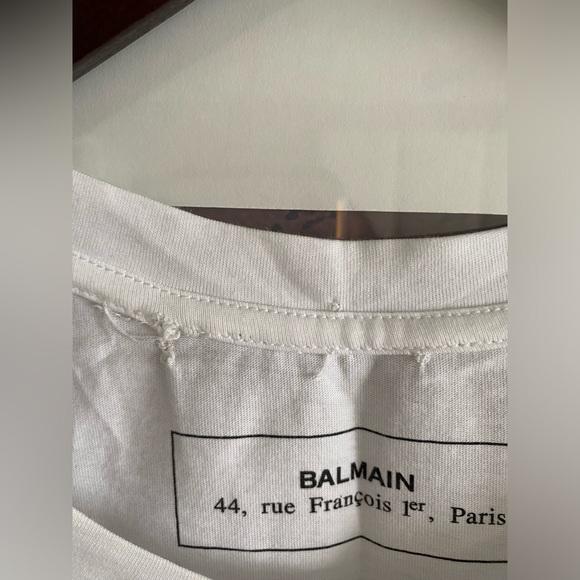 BALMAIN
44, rue François 1er, Paris